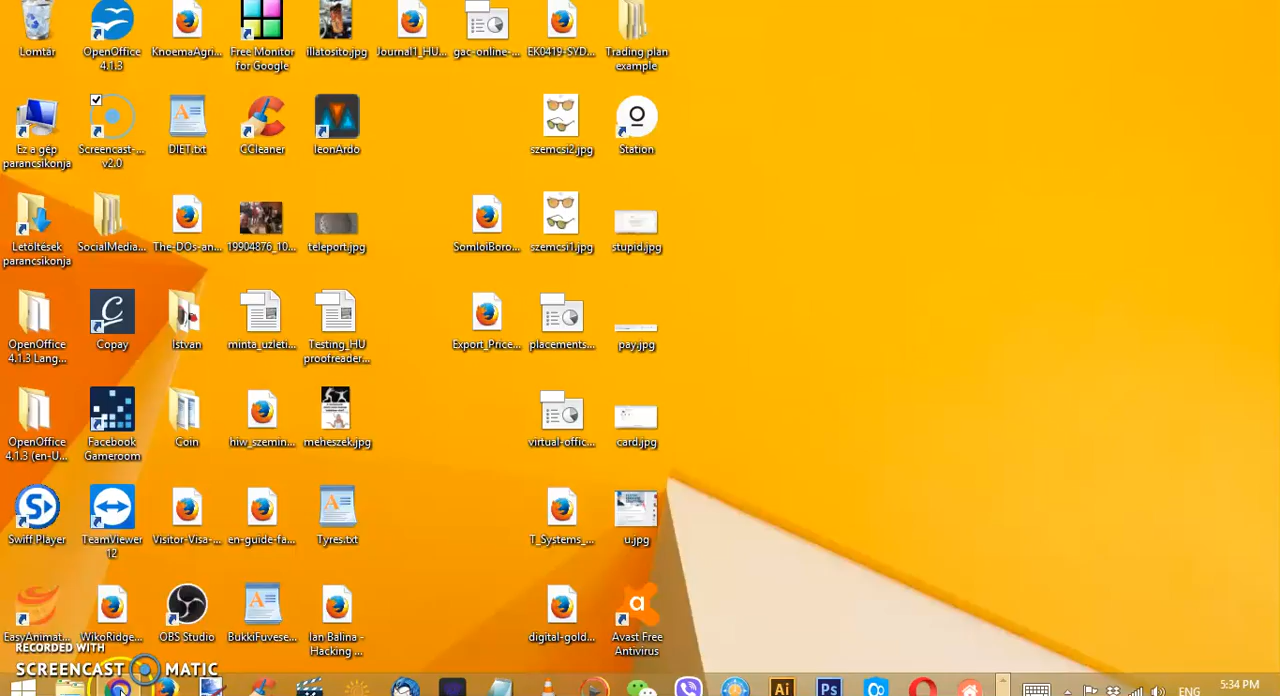 Lomtár
OpenOffice
4.1.3
KnoemaAgri...
Free Monitor
for Google
illatosito.jpg
Journal1_HU...
gac-online-...
EK0419-SYD...
Trading plan
example
Ez a gép
parancsikonja
Screencast-...
v2.0
DIET.txt
CCleaner
leonArdo
szemcsi2.jpg
Station
Letöltések
parancsikonja
SocialMedia...
The-DOs-an...
19904876_10...
teleport.jpg
SomloiBoro...
szemcsi1.jpg
stupid.jpg
OpenOffice
4.1.3 Lang...
Copay
Istvan
minta_uzleti...
Testing_HU
proofreader...
Export_Price...
placements...
pay.jpg
OpenOffice
4.1.3 (en-U...
Facebook
Gameroom
Coin
hiw_szemin...
meheszek.jpg
virtual-offic...
card.jpg
Swiff Player
TeamViewer
12
Visitor-Visa-...
en-guide-fa...
Tyres.txt
T_Systems_...
u.jpg
EasyAnimat...
WikoRidge...
OBS Studio
BukkiFuvese...
Ian Balina -
Hacking ...
digital-gold...
Avast Free
Antivirus
RECORDED WITH
SCREENCAST MATIC
Ai
Ps
ENG
5:34 PM